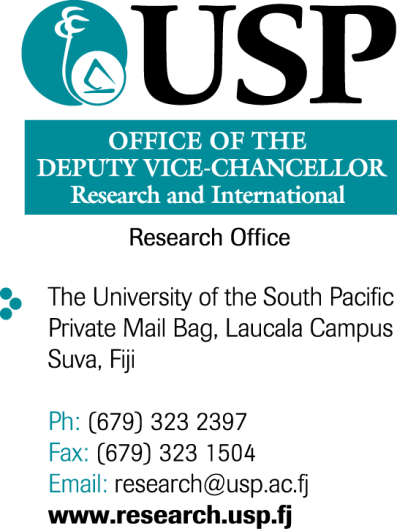 USP
OFFICE OF THE
DEPUTY VICE-CHANCELLOR
Research and International
Research Office
The University of the South Pacific
Private Mail Bag, Laucala Campus
Suva, Fiji
Ph: (679) 323 2397
Fax: (679) 323 1504
Email: research@usp.ac.fj
www.research.usp.fj